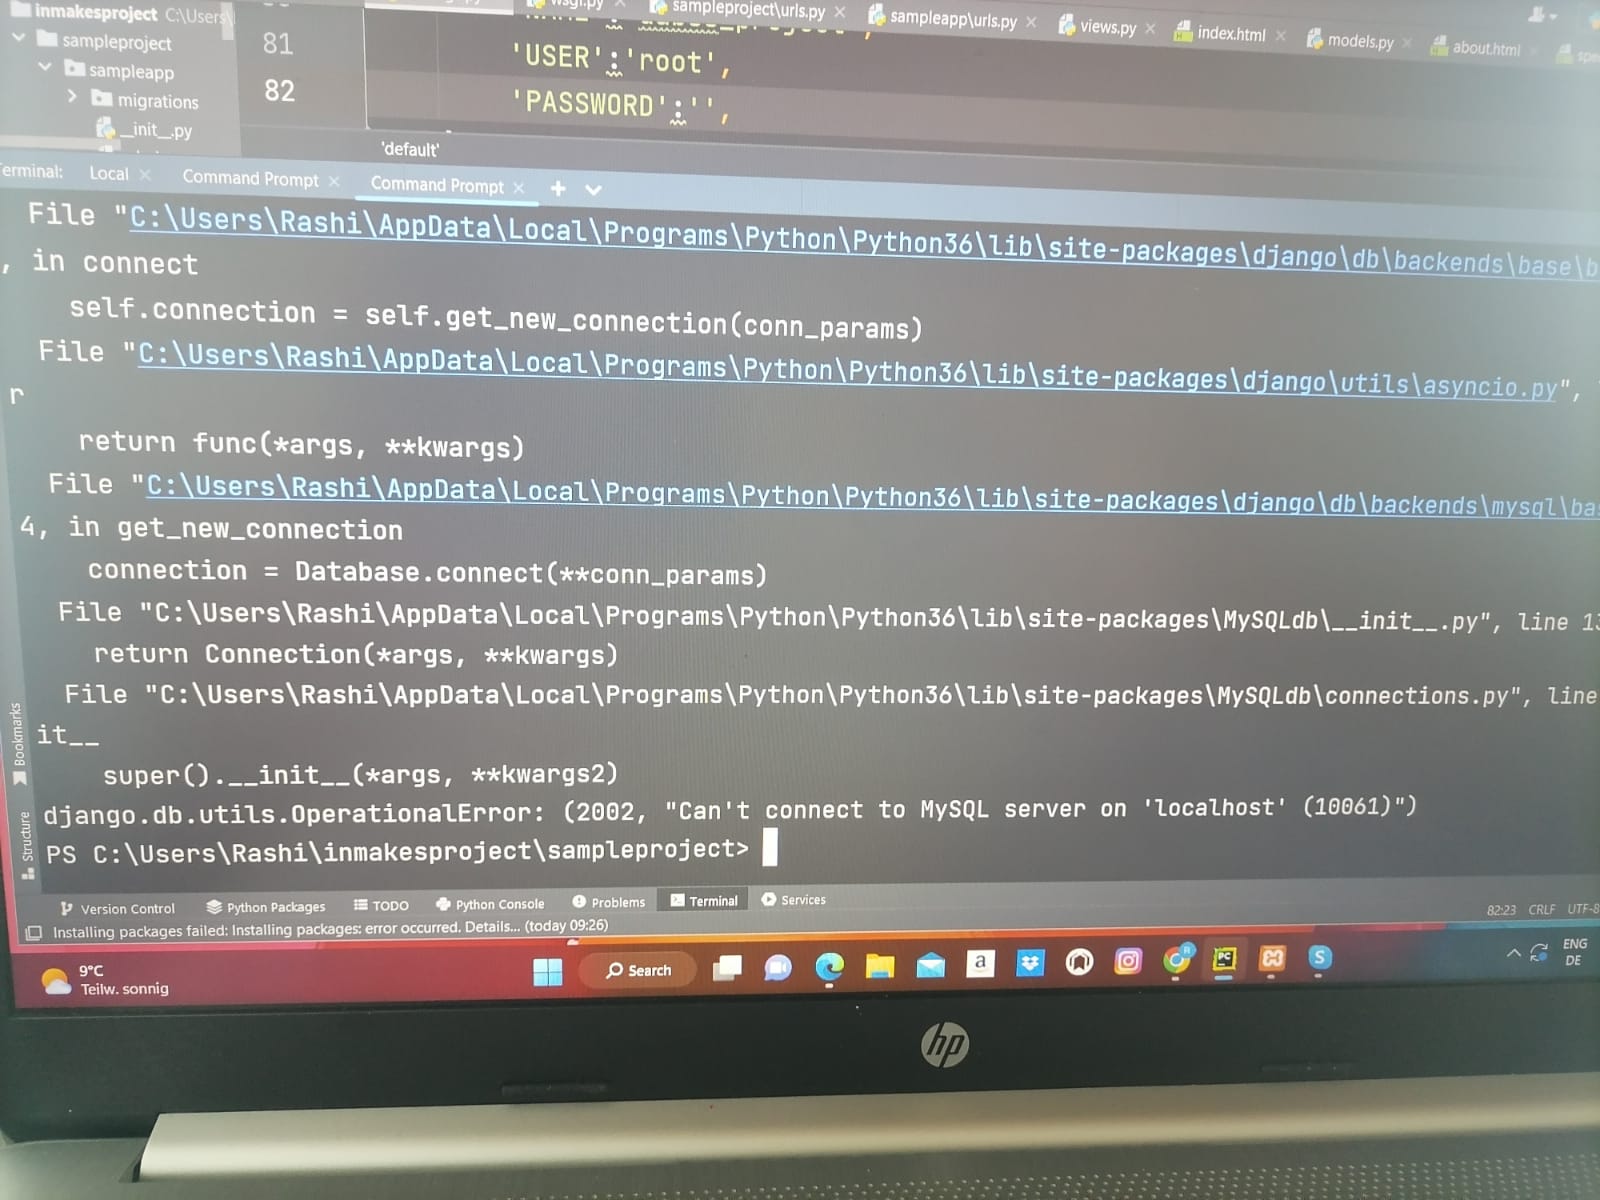 inmakesproject C:\Users\
sampleproject
sampleapp
migrations
__init__.py
wsgi.py
sampleproject\urls.py
sampleapp\urls.py
views.py
index.html
models.py
about.html
81
'USER':'root',
82
'PASSWORD':'',
'default'
erminal:
Local
Command Prompt
Command Prompt
File "C:\Users\Rashi\AppData\Local\Programs\Python\Python36\lib\site-packages\django\db\backends\base\b
, in connect
self.connection = self.get_new_connection(conn_params)
File "C:\Users\Rashi\AppData\Local\Programs\Python\Python36\lib\site-packages\django\utils\asyncio.py",
r
return func(*args, **kwargs)
File "C:\Users\Rashi\AppData\Local\Programs\Python\Python36\lib\site-packages\django\db\backends\mysql\bas
4, in get_new_connection
connection = Database.connect(**conn_params)
File "C:\Users\Rashi\AppData\Local\Programs\Python\Python36\lib\site-packages\MySQLdb\__init__.py", line 13
return Connection(*args, **kwargs)
File "C:\Users\Rashi\AppData\Local\Programs\Python\Python36\lib\site-packages\MySQLdb\connections.py", line
it__
super().__init__(*args, **kwargs2)
django.db.utils.OperationalError: (2002, "Can't connect to MySQL server on 'localhost' (10061)")
PS C:\Users\Rashi\inmakesproject\sampleproject>
Bookmarks
Structure
Version Control
Python Packages
TODO
Python Console
Problems
Terminal
Services
82:23 CRLF UTF-8
Installing packages failed: Installing packages: error occurred. Details... (today 09:26)
9°C
Teilw. sonnig
Search
ENG
DE
hp